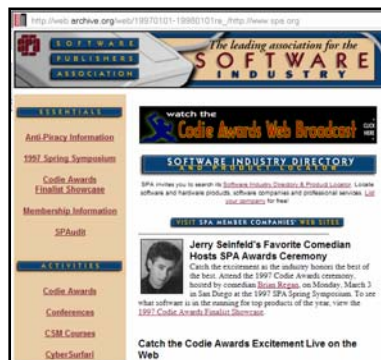 http://web.archive.org/web/19970101-19980101re_/http://www.spa.org
SPA
SOFTWARE
PUBLISHERS
ASSOCIATION
The leading association for the
SOFTWARE
INDUSTRY
ESSENTIALS
Anti-Piracy Information
1997 Spring Symposium
Codie Awards
Finalist Showcase
Membership Information
SPAudit
ACTIVITIES
Codie Awards
Conferences
CSM Courses
CyberSurfari
watch the
Codie Awards Web Broadcast
CLICK
HERE
SOFTWARE INDUSTRY DIRECTORY
AND PRODUCT LOCATOR
SPA invites you to search its Software Industry Directory & Product Locator. Locate
software and hardware products, software companies and professional services. List
your company for free!
VISIT SPA MEMBER COMPANIES' WEB SITES
Jerry Seinfeld's Favorite Comedian
Hosts SPA Awards Ceremony
Catch the excitement as the industry honors the best of
the best. Attend the 1997 Codie Awards ceremony,
hosted by comedian Brian Regan, on Monday, March 3
in San Diego at the 1997 SPA Spring Symposium. To see
what software is in the running for top products of the year, view the
1997 Codie Awards Finalist Showcase.
Catch the Codie Awards Excitement Live on the
Web